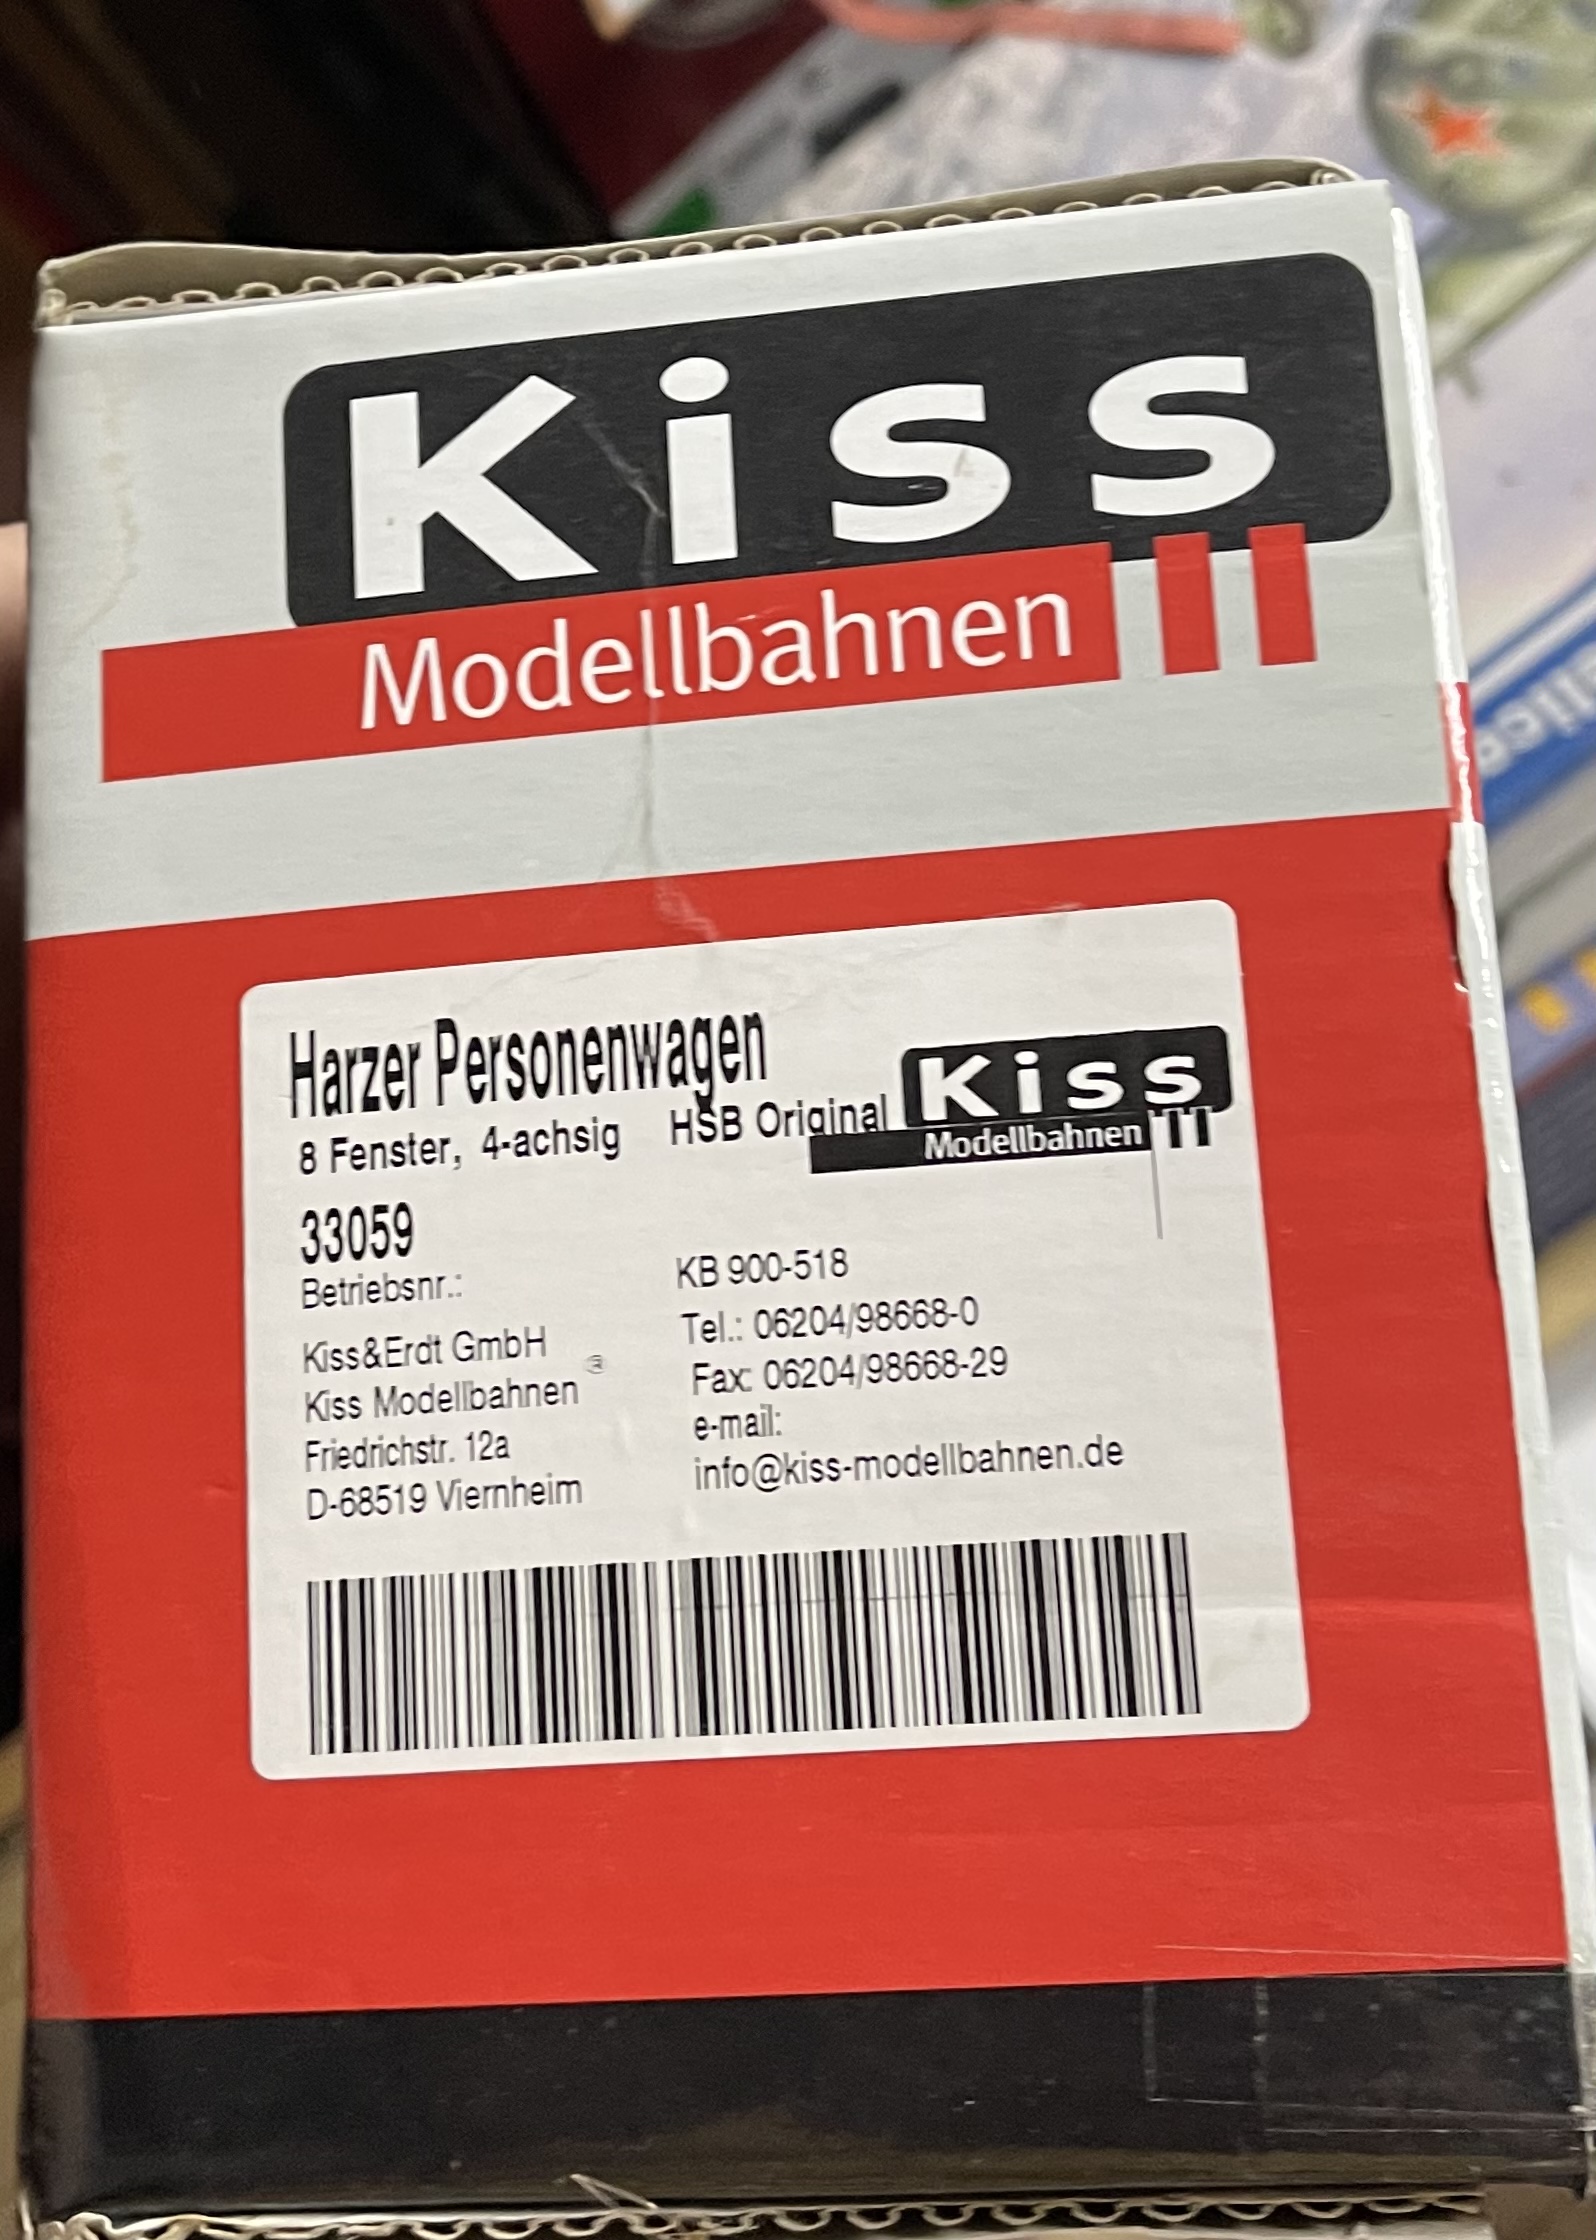 Kiss
Modellbahnen
Harzer Personenwagen
8 Fenster, 4-achsig HSB Original
Kiss
Modellbahnen
33059
Betriebsnr.: KB 900-518
Kiss&Erdt GmbH Tel.: 06204/98668-0
Kiss Modellbahnen ® Fax: 06204/98668-29
Friedrichstr. 12a e-mail:
D-68519 Viernheim info@kiss-modellbahnen.de